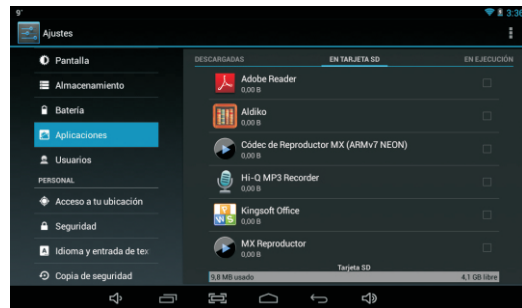 9"
3:36
Ajustes
Pantalla
Almacenamiento
Batería
Aplicaciones
Usuarios
PERSONAL
Acceso a tu ubicación
Seguridad
Idioma y entrada de tex
Copia de seguridad
DESCARGADAS EN TARJETA SD EN EJECUCIÓN
Adobe Reader
0,00 B
Aldiko
0,00 B
Códec de Reproductor MX (ARMv7 NEON)
0,00 B
Hi-Q MP3 Recorder
0,00 B
Kingsoft Office
0,00 B
MX Reproductor
0,00 B
Tarjeta SD
9,8 MB usado 4,1 GB libre